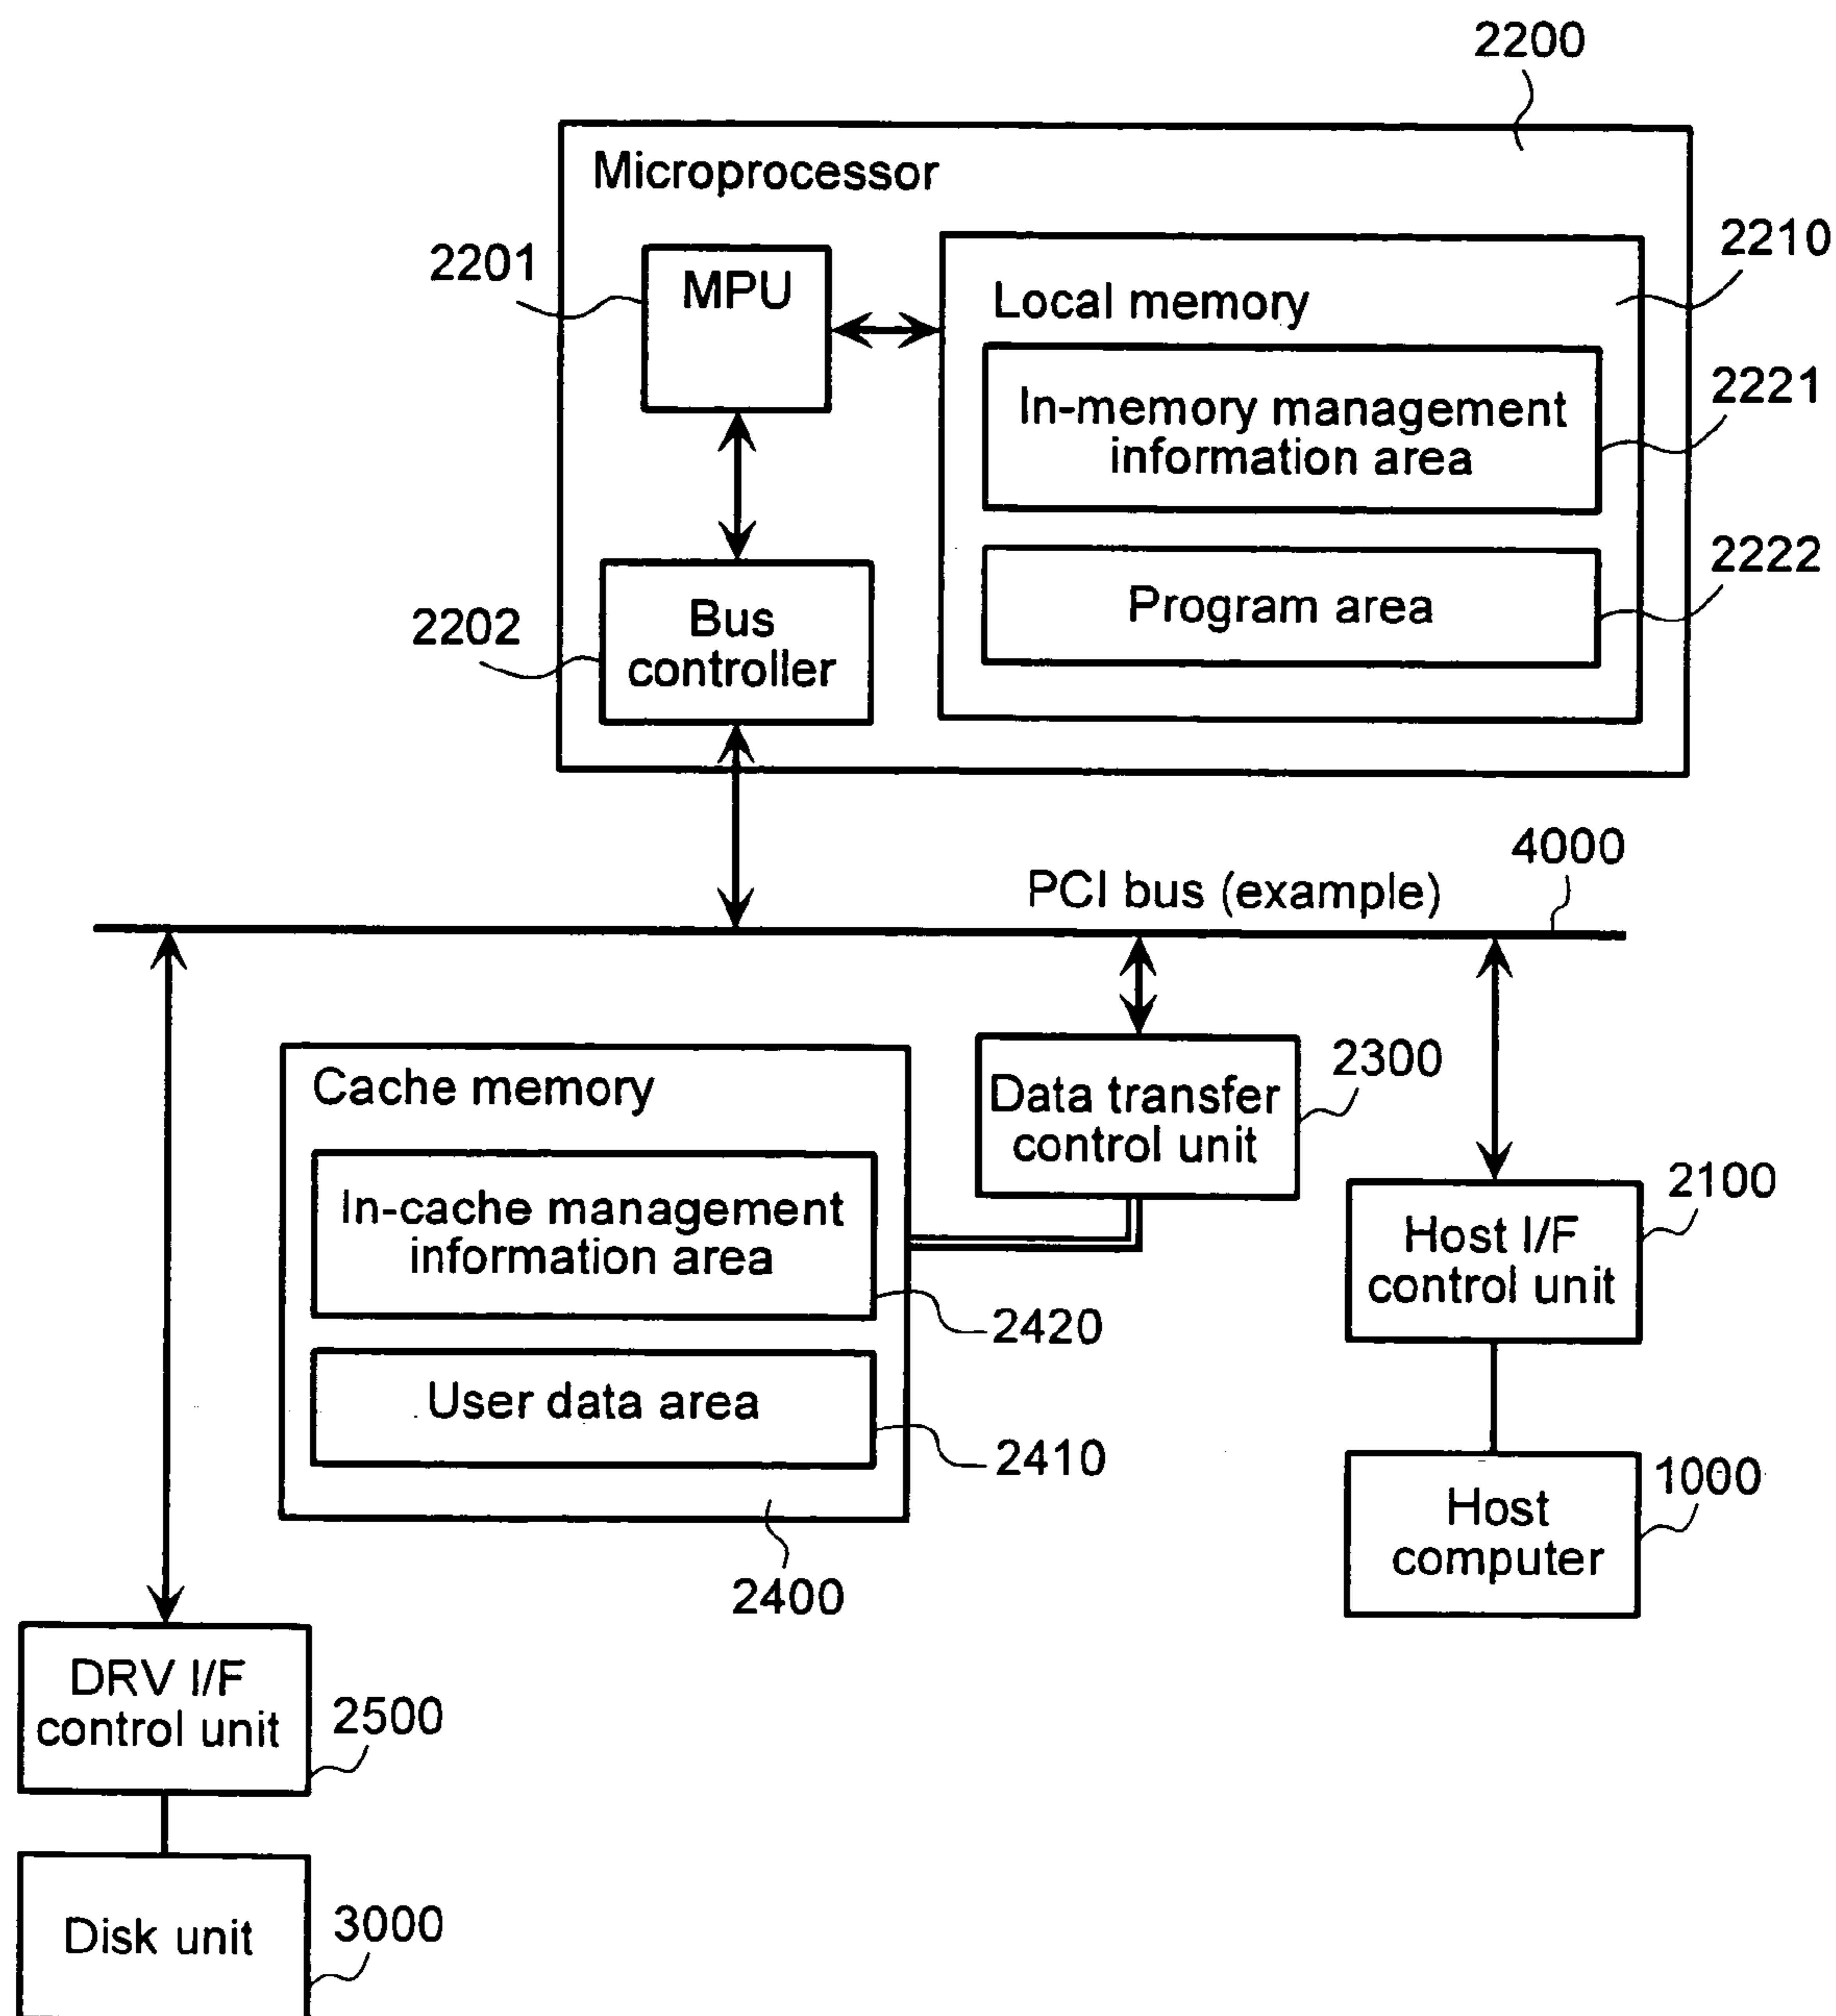 2200
Microprocessor
2201
MPU
2210
Local memory
2221
In-memory management
information area
2222
Program area
2202
Bus
controller
4000
PCI bus (example)
Cache memory
2300
Data transfer
control unit
In-cache management
information area
2100
Host I/F
control unit
2420
User data area
2410
1000
Host
computer
2400
DRV I/F
control unit
2500
Disk unit
3000